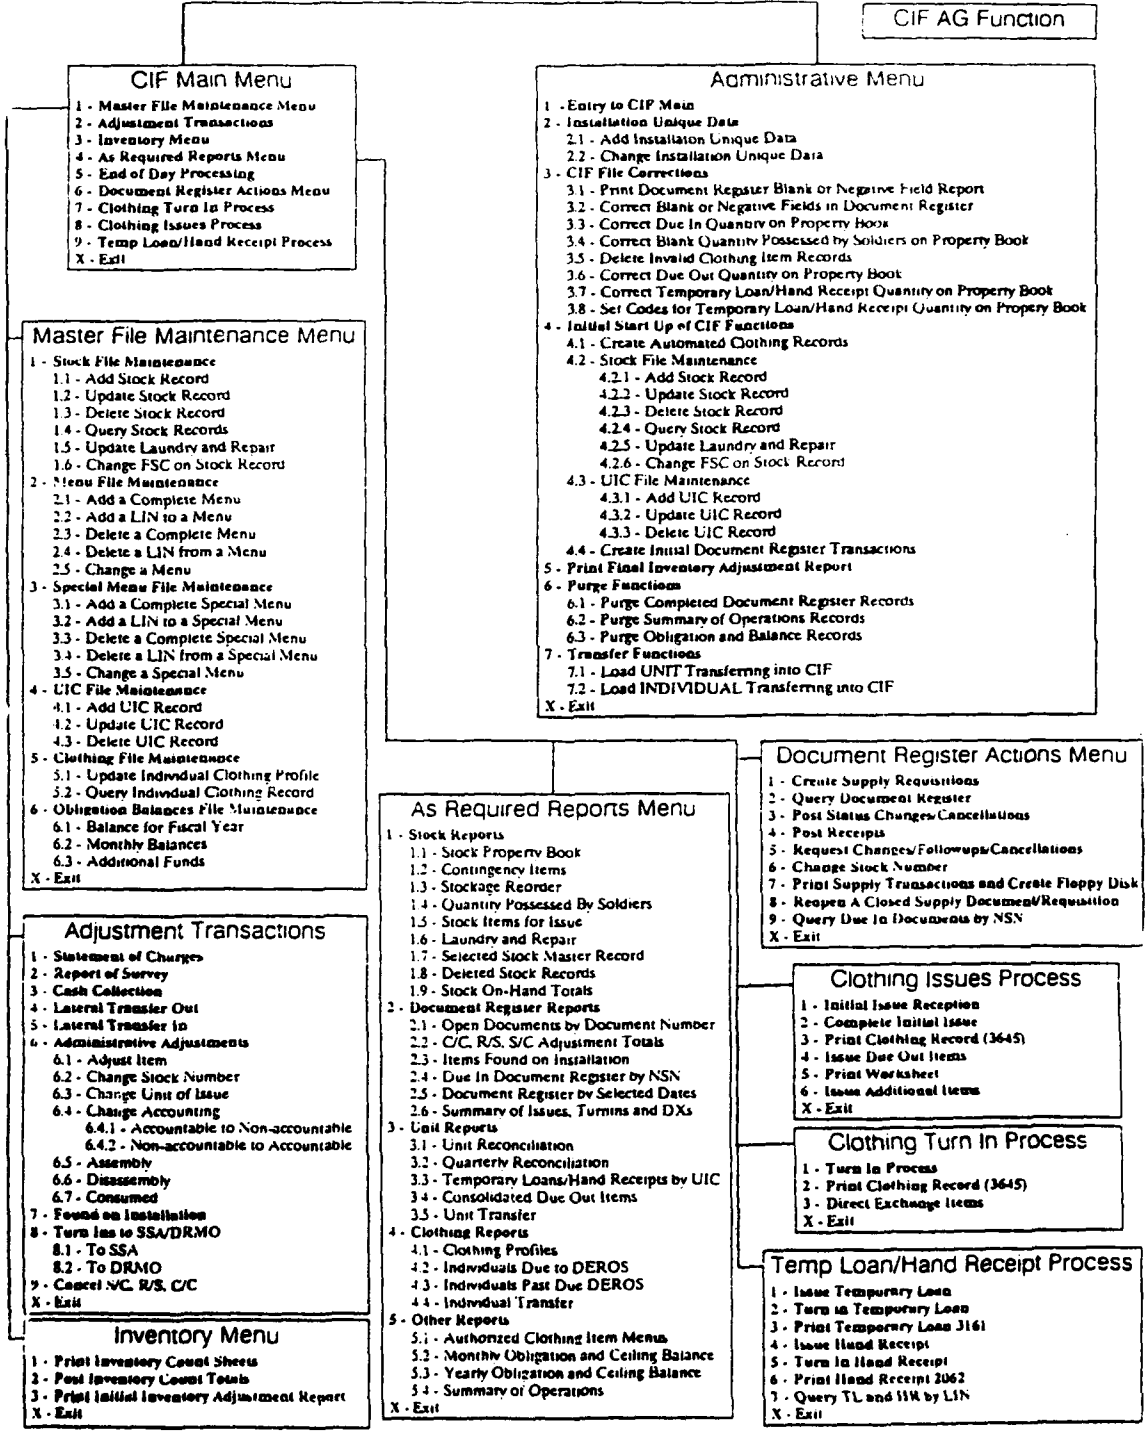 CIF AG Function
CIF Main Menu
1 - Master File Maintenance Menu
2 - Adjustment Transactions
3 - Inventory Menu
4 - As Required Reports Menu
5 - End of Day Processing
6 - Document Register Actions Menu
7 - Clothing Turn In Process
8 - Clothing Issues Process
9 - Temp Loan/Hand Receipt Process
X - Exit
Administrative Menu
1 - Entry to CIF Main
2 - Installation Unique Data
2.1 - Add Installaton Unique Data
2.2 - Change Installation Unique Data
3 - CIF File Corrections
3.1 - Print Document Register Blank or Negative Field Report
3.2 - Correct Blank or Negative Fields in Document Register
3.3 - Correct Due In Quantity on Property Book
3.4 - Correct Blank Quantity Possessed by Soldiers on Property Book
3.5 - Delete Invalid Clothing Item Records
3.6 - Correct Due Out Quantity on Property Book
3.7 - Correct Temporary Loan/Hand Receipt Quantity on Property Book
3.8 - Set Codes for Temporary Loan/Hand Receipt Quantity on Propery Book
4 - Initial Start Up of CIF Functions
4.1 - Create Automated Clothing Records
4.2 - Stock File Maintenance
4.2.1 - Add Stock Record
4.2.2 - Update Stock Record
4.2.3 - Delete Stock Record
4.2.4 - Query Stock Record
4.2.5 - Update Laundry and Repair
4.2.6 - Change FSC on Stock Record
4.3 - UIC File Maintenance
4.3.1 - Add UIC Record
4.3.2 - Update UIC Record
4.3.3 - Delete UIC Record
4.4 - Create Initial Document Register Transactions
5 - Print Final Inventory Adjustment Report
6 - Purge Functions
6.1 - Purge Completed Document Register Records
6.2 - Purge Summary of Operations Records
6.3 - Purge Obligation and Balance Records
7 - Transfer Functions
7.1 - Load UNIT Transferring into CIF
7.2 - Load INDIVIDUAL Transferring into CIF
X - Exit
Master File Maintenance Menu
1 - Stock File Maintenance
1.1 - Add Stock Record
1.2 - Update Stock Record
1.3 - Delete Stock Record
1.4 - Query Stock Records
1.5 - Update Laundry and Repair
1.6 - Change FSC on Stock Record
2 - Menu File Maintenance
2.1 - Add a Complete Menu
2.2 - Add a LIN to a Menu
2.3 - Delete a Complete Menu
2.4 - Delete a LIN from a Menu
2.5 - Change a Menu
3 - Special Menu File Maintenance
3.1 - Add a Complete Special Menu
3.2 - Add a LIN to a Special Menu
3.3 - Delete a Complete Special Menu
3.4 - Delete a LIN from a Special Menu
3.5 - Change a Special Menu
4 - UIC File Maintenance
4.1 - Add UIC Record
4.2 - Update UIC Record
4.3 - Delete UIC Record
5 - Clothing File Maintenance
5.1 - Update Individual Clothing Profile
5.2 - Query Individual Clothing Record
6 - Obligation Balances File Maintenance
6.1 - Balance for Fiscal Year
6.2 - Monthly Balances
6.3 - Additional Funds
X - Exit
Adjustment Transactions
1 - Statement of Charges
2 - Report of Survey
3 - Cash Collection
4 - Lateral Transfer Out
5 - Lateral Transfer In
6 - Administrative Adjustments
6.1 - Adjust Item
6.2 - Change Stock Number
6.3 - Change Unit of Issue
6.4 - Change Accounting
6.4.1 - Accountable to Non-accountable
6.4.2 - Non-accountable to Accountable
6.5 - Assembly
6.6 - Disassembly
6.7 - Consumed
7 - Found on Installation
8 - Turn Ins to SSA/DRMO
8.1 - To SSA
8.2 - To DRMO
9 - Cancel S/C, R/S, C/C
X - Exit
Inventory Menu
1 - Print Inventory Count Sheets
2 - Post Inventory Count Totals
3 - Print Initial Inventory Adjustment Report
X - Exit
As Required Reports Menu
1 - Stock Reports
1.1 - Stock Property Book
1.2 - Contingency Items
1.3 - Stockage Reorder
1.4 - Quantity Possessed By Soldiers
1.5 - Stock Items for Issue
1.6 - Laundry and Repair
1.7 - Selected Stock Master Record
1.8 - Deleted Stock Records
1.9 - Stock On-Hand Totals
2 - Document Register Reports
2.1 - Open Documents by Document Number
2.2 - C/C, R/S, S/C Adjustment Totals
2.3 - Items Found on Installation
2.4 - Due In Document Register by NSN
2.5 - Document Register by Selected Dates
2.6 - Summary of Issues, Turnins and DXs
3 - Unit Reports
3.1 - Unit Reconciliation
3.2 - Quarterly Reconciliation
3.3 - Temporary Loans/Hand Receipts by UIC
3.4 - Consolidated Due Out Items
3.5 - Unit Transfer
4 - Clothing Reports
4.1 - Clothing Profiles
4.2 - Individuals Due to DEROS
4.3 - Individuals Past Due DEROS
4.4 - Individual Transfer
5 - Other Reports
5.1 - Authorized Clothing Item Menus
5.2 - Monthly Obligation and Ceiling Balance
5.3 - Yearly Obligation and Ceiling Balance
5.4 - Summary of Operations
X - Exit
Document Register Actions Menu
1 - Create Supply Requisitions
2 - Query Document Register
3 - Post Status Changes/Cancellations
4 - Post Receipts
5 - Request Changes/Followups/Cancellations
6 - Change Stock Number
7 - Print Supply Transactions and Create Floppy Disk
8 - Reopen A Closed Supply Document/Requisition
9 - Query Due In Documents by NSN
X - Exit
Clothing Issues Process
1 - Initial Issue Reception
2 - Complete Initial Issue
3 - Print Clothing Record (3645)
4 - Issue Due Out Items
5 - Print Worksheet
6 - Issue Additional Items
X - Exit
Clothing Turn In Process
1 - Turn In Process
2 - Print Clothing Record (3645)
3 - Direct Exchange Items
X - Exit
Temp Loan/Hand Receipt Process
1 - Issue Temporary Loan
2 - Turn in Temporary Loan
3 - Print Temporary Loan 3161
4 - Issue Hand Receipt
5 - Turn In Hand Receipt
6 - Print Hand Receipt 2062
7 - Query TL and HR by LIN
X - Exit